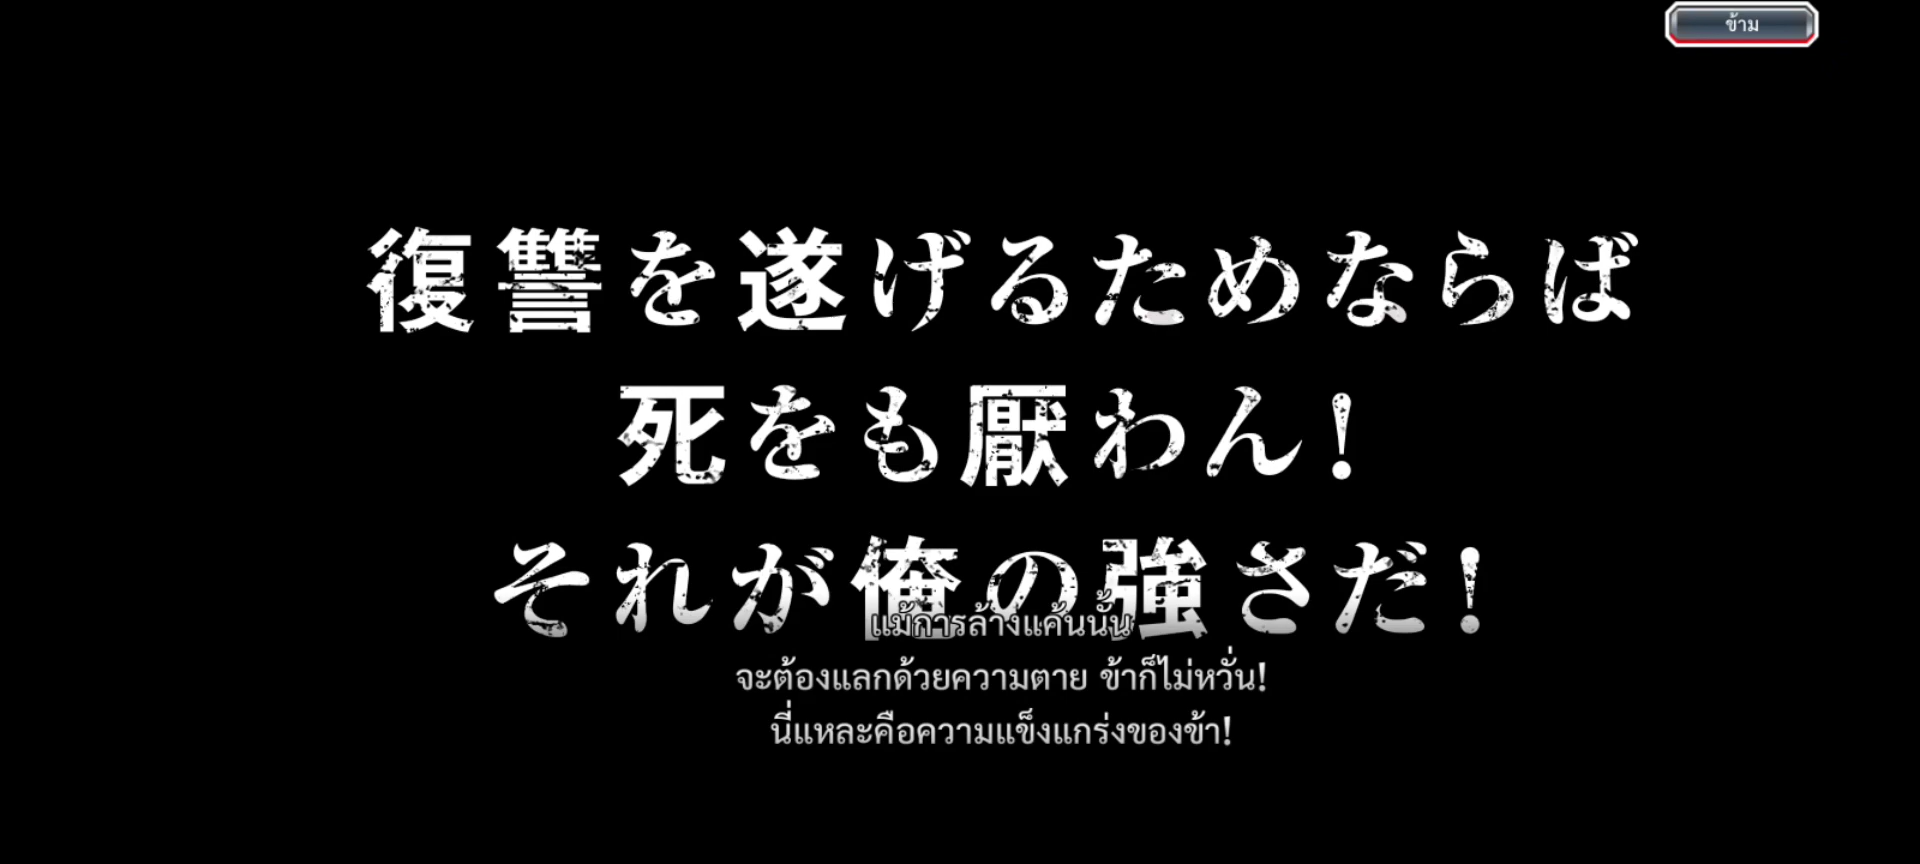 ข้าม
復讐を遂げるためならば
死をも厭わん!
それが俺の強さだ!
แม้การล้างแค้นนั้น
จะต้องแลกด้วยความตาย ข้าก็ไม่หวั่น!
นี่แหละคือความแข็งแกร่งของข้า!